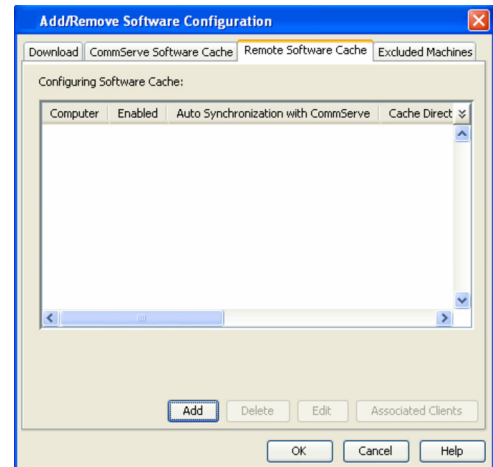 Add/Remove Software Configuration
Download CommServe Software Cache Remote Software Cache Excluded Machines
Configuring Software Cache:
Computer Enabled Auto Synchronization with CommServe Cache Direct
Add Delete Edit Associated Clients
OK Cancel Help